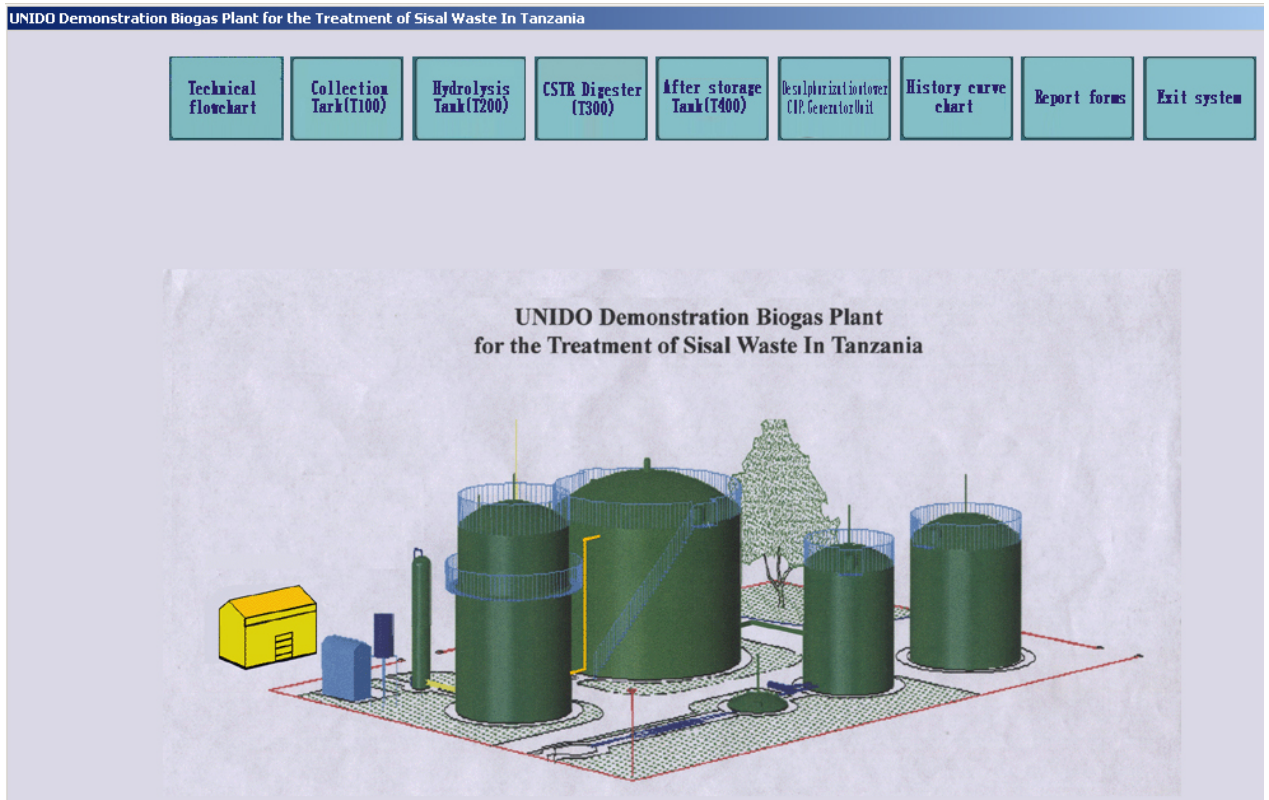 UNIDO Demonstration Biogas Plant for the Treatment of Sisal Waste In Tanzania
Technical
flowchart
Collection
Tark(T100)
Hydrolysis
Tank(T200)
CSTR Digester
(T300)
After storage
Tank(T400)
Desulphurization tower
CHP. Generator Unit
History curve
chart
Report forms
Exit system
UNIDO Demonstration Biogas Plant
for the Treatment of Sisal Waste In Tanzania